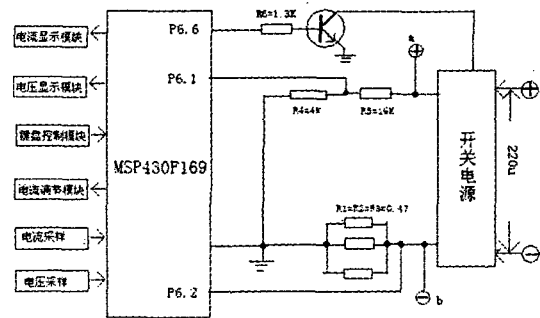 电流显示模块
电压显示模块
键盘控制模块
电流调节模块
电流采样
电压采样
MSP430F169
P6.6
P6.1
P6.2
R6=1.3K
R4=4K
R5=16K
R1=R2=R3=0.47
a
b
开关电源
220u